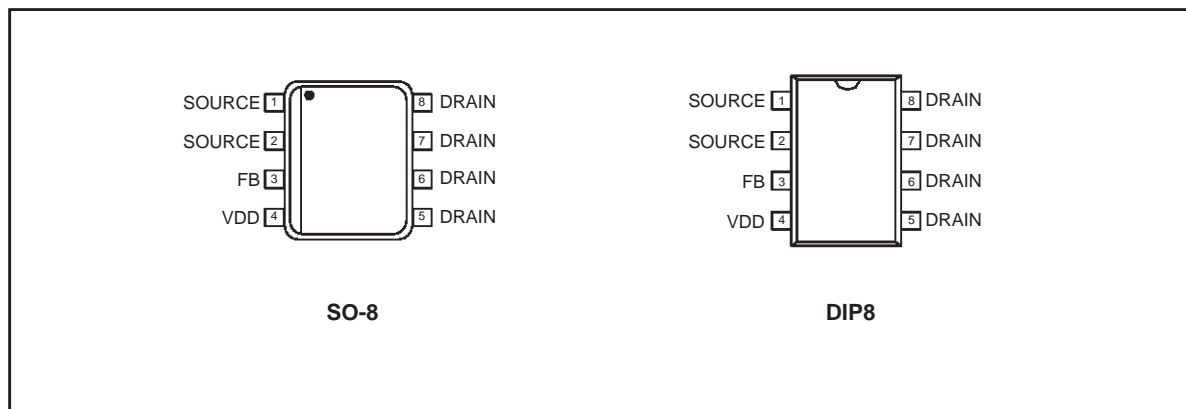 SOURCE 1 8 DRAIN
SOURCE 2 7 DRAIN
FB 3 6 DRAIN
VDD 4 5 DRAIN
SO-8
SOURCE 1 8 DRAIN
SOURCE 2 7 DRAIN
FB 3 6 DRAIN
VDD 4 5 DRAIN
DIP8